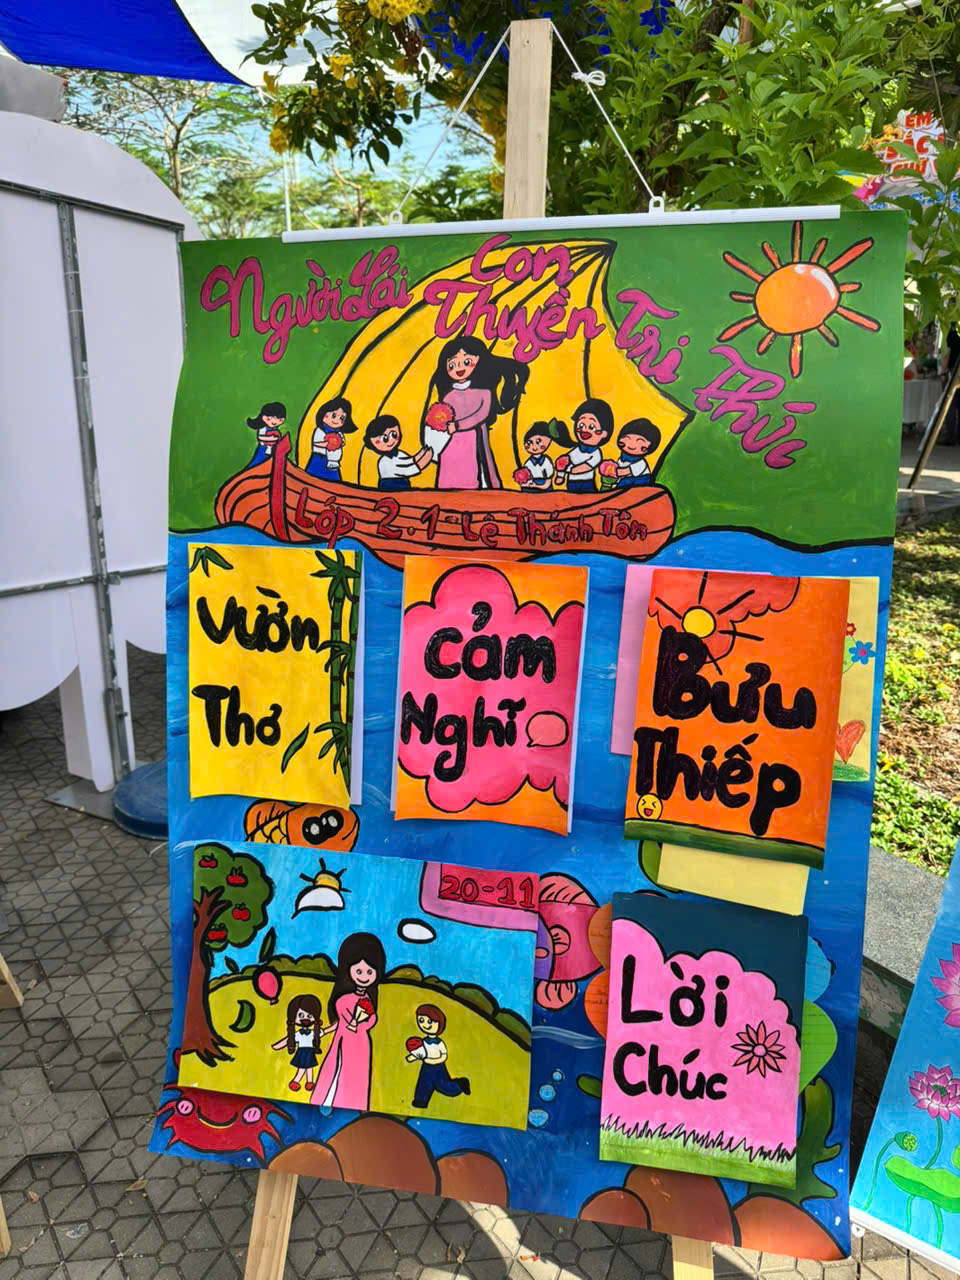 Người Lái Con Thuyền Tri Thức
Lớp 2.1 Lê Thánh Tôn
Vườn
Thơ
Cảm
Nghĩ
Bưu
Thiếp
20-11
Lời
Chúc
EM